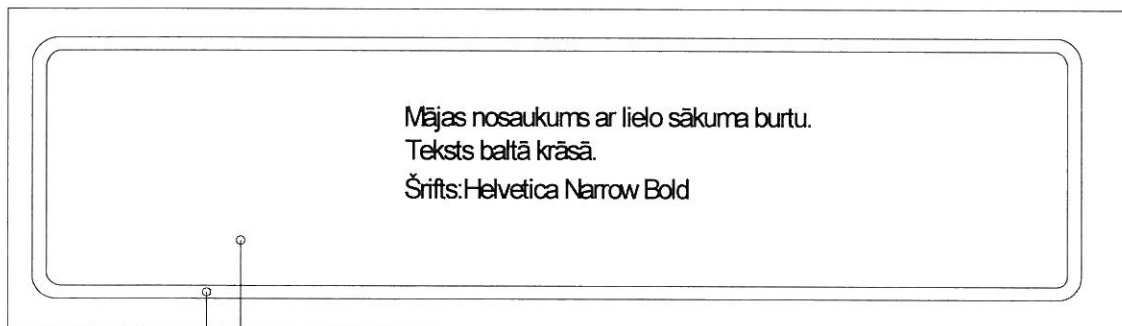 Mājas nosaukums ar lielo sākuma burtu.
Teksts baltā krāsā.
Šrifts:Helvetica Narrow Bold